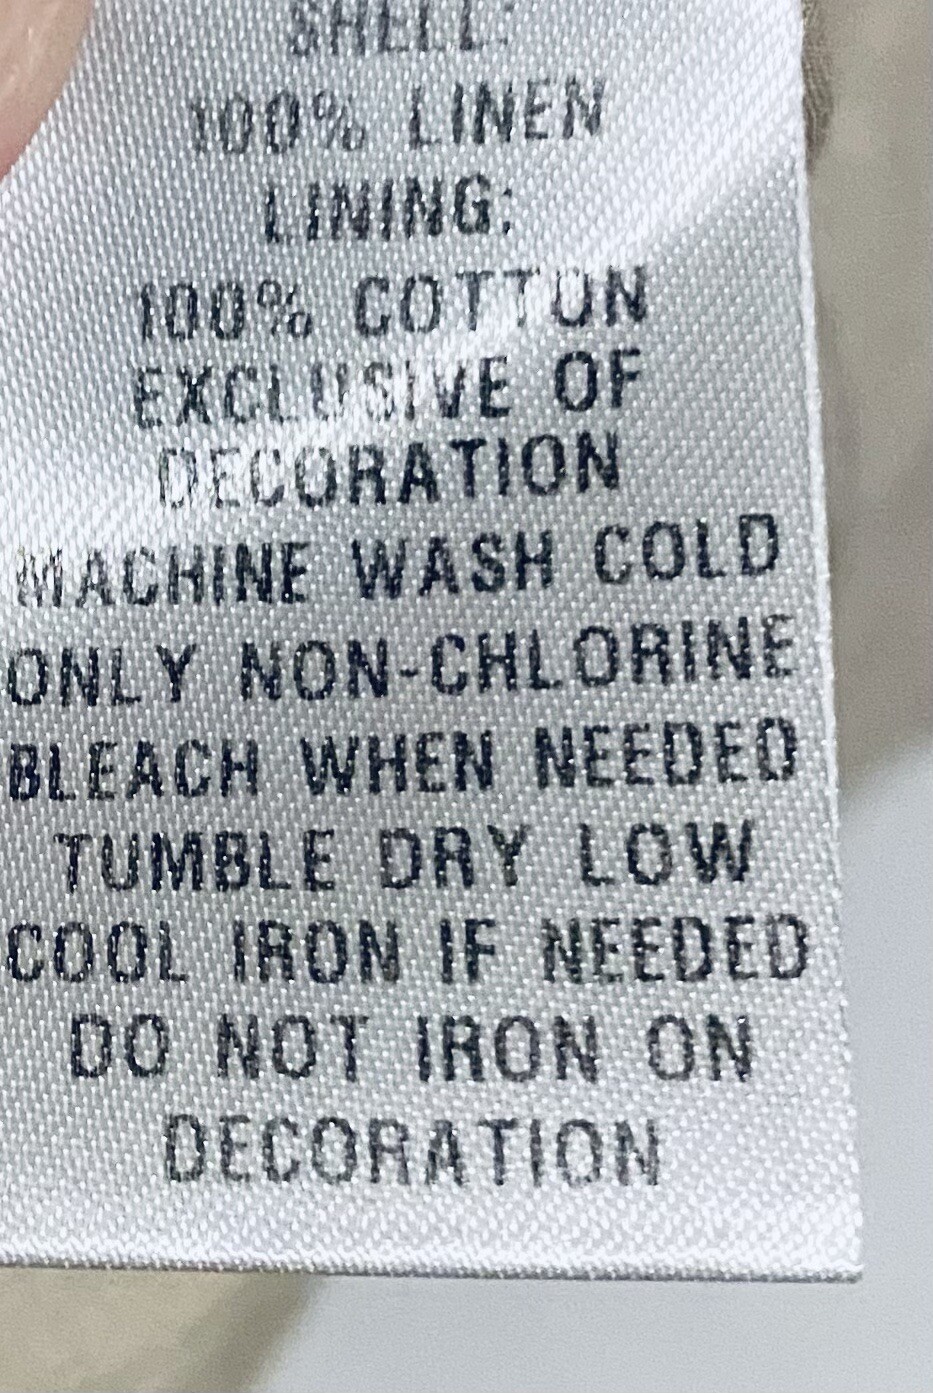 SHELL:
100% LINEN
LINING:
100% COTTON
EXCLUSIVE OF
DECORATION
MACHINE WASH COLD
ONLY NON-CHLORINE
BLEACH WHEN NEEDED
TUMBLE DRY LOW
COOL IRON IF NEEDED
DO NOT IRON ON
DECORATION